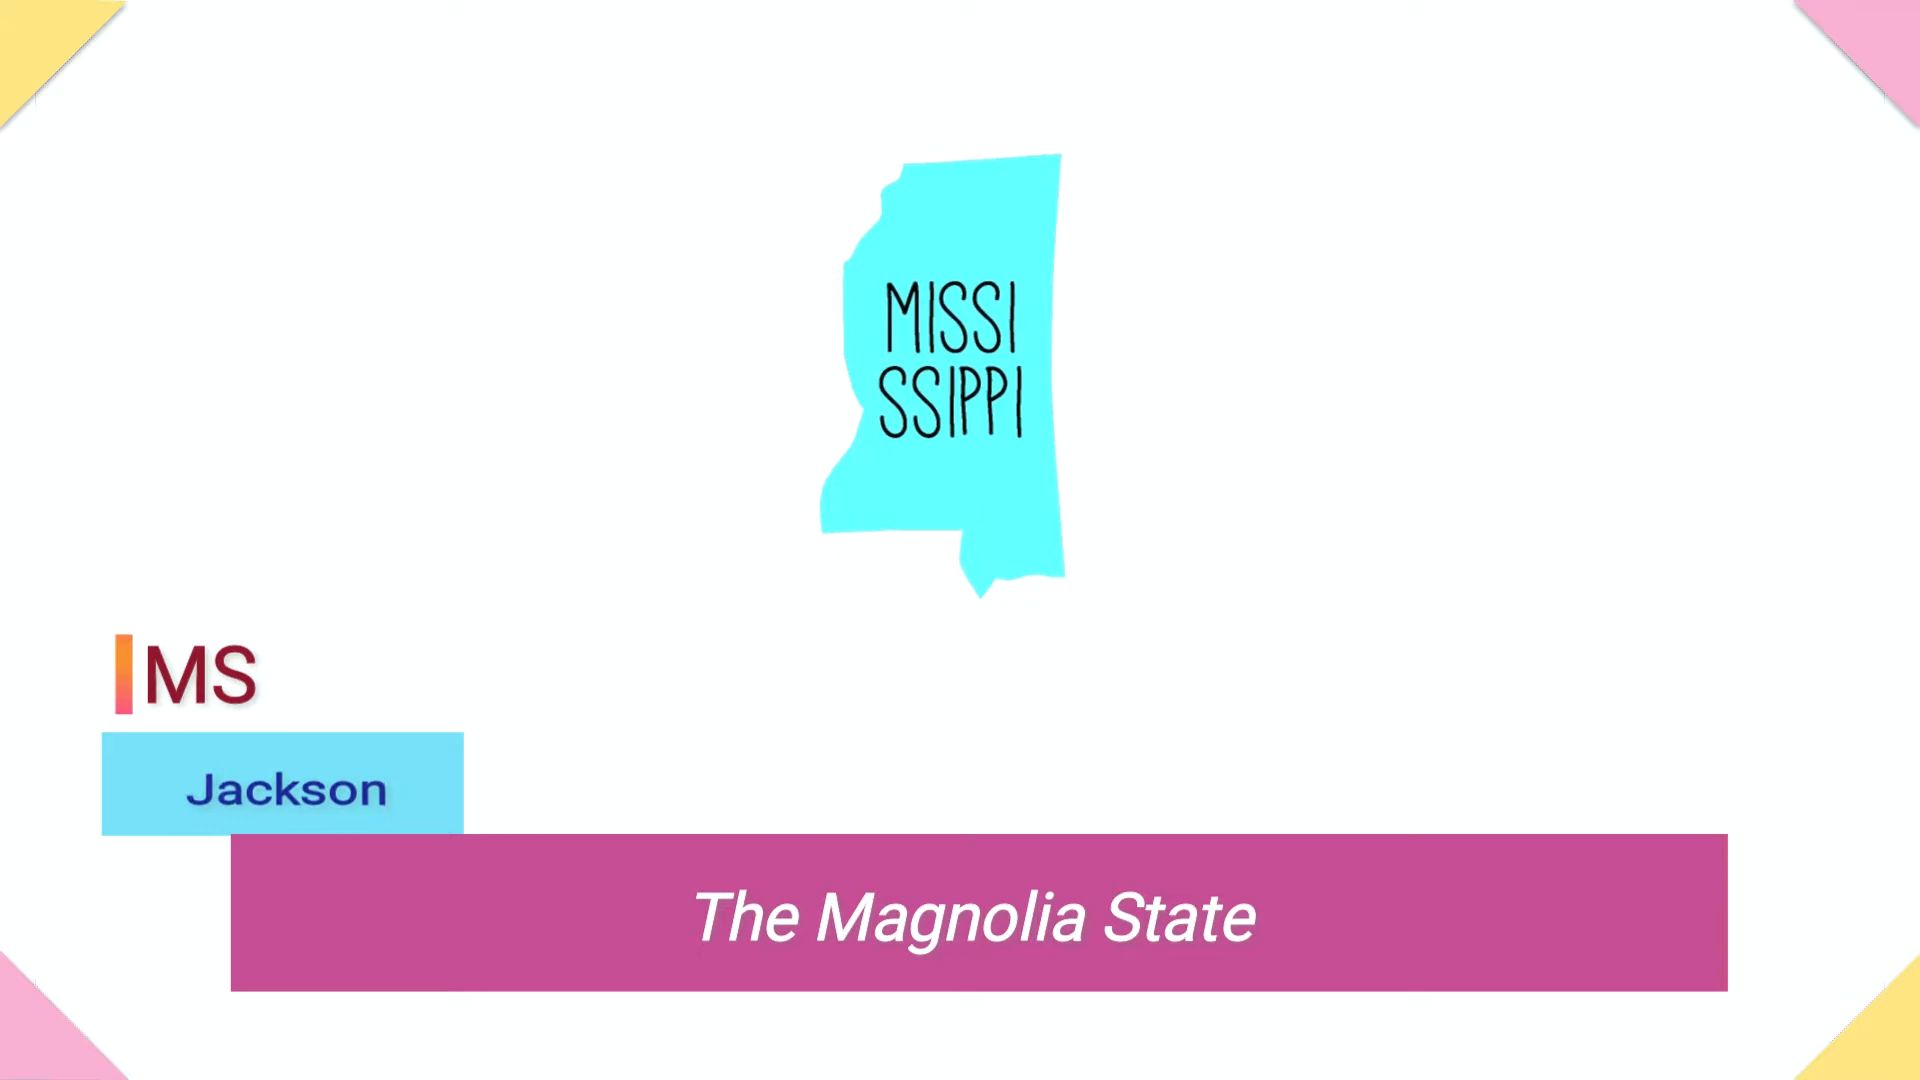 MISSI
SSIPPI
MS
Jackson
The Magnolia State